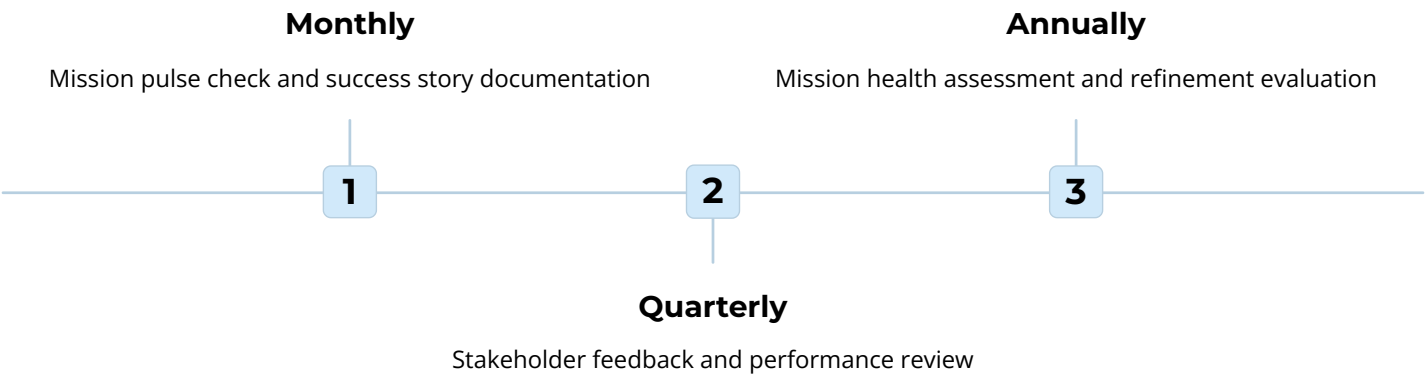 Monthly
Mission pulse check and success story documentation
Annually
Mission health assessment and refinement evaluation
1
2
3
Quarterly
Stakeholder feedback and performance review